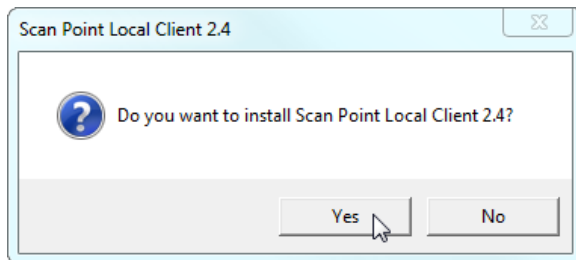 Scan Point Local Client 2.4
Do you want to install Scan Point Local Client 2.4?
Yes
No